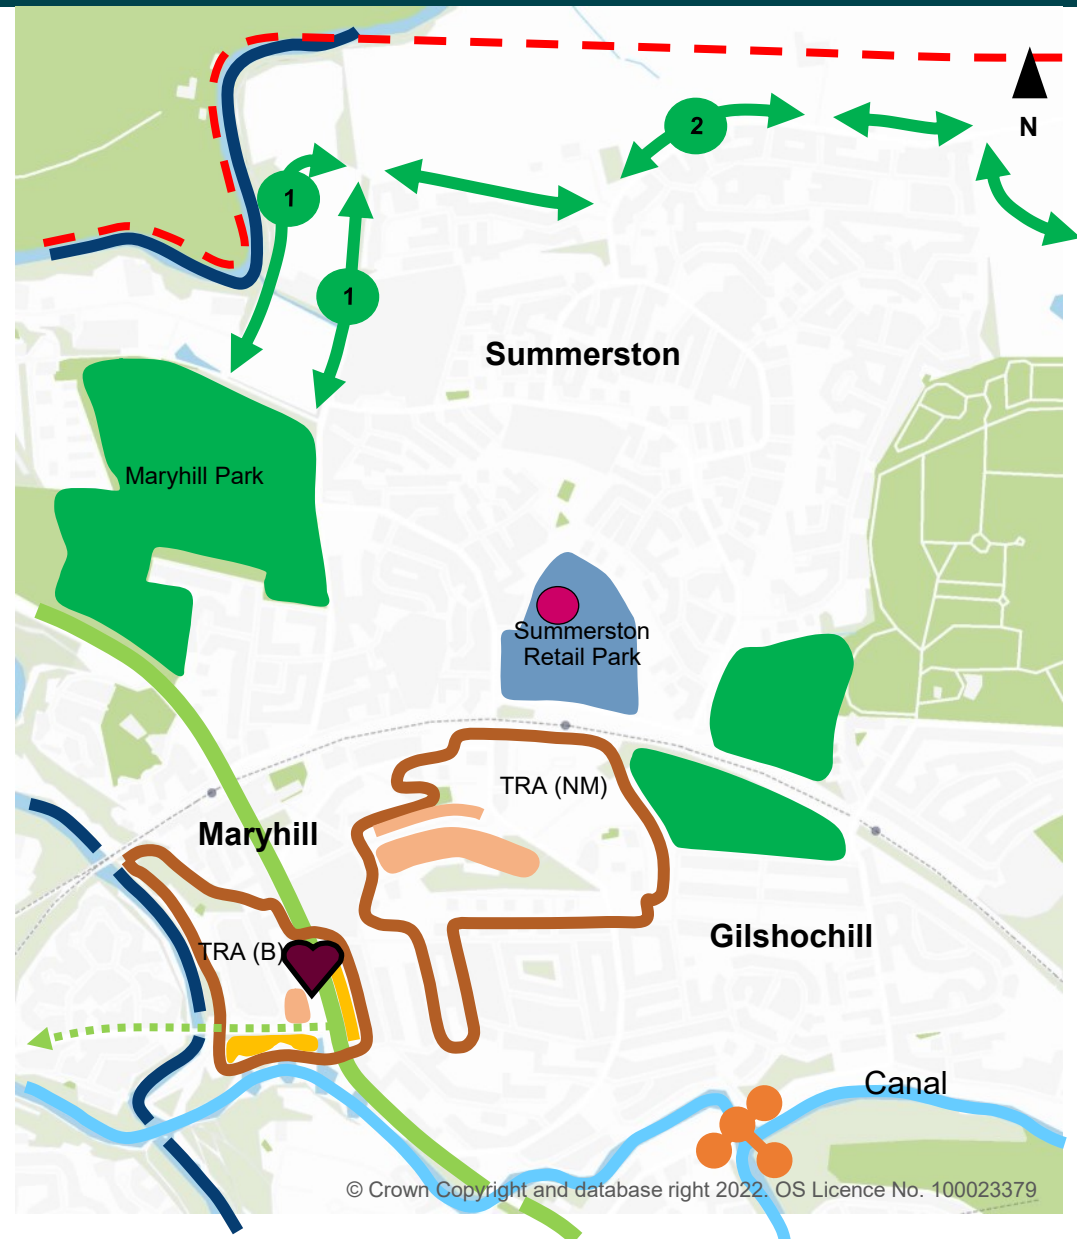 2
N
1
1
Summerston
Maryhill Park
Summerston
Retail Park
TRA (NM)
Maryhill
Gilshochill
TRA (B)
Canal
© Crown Copyright and database right 2022. OS Licence No. 100023379